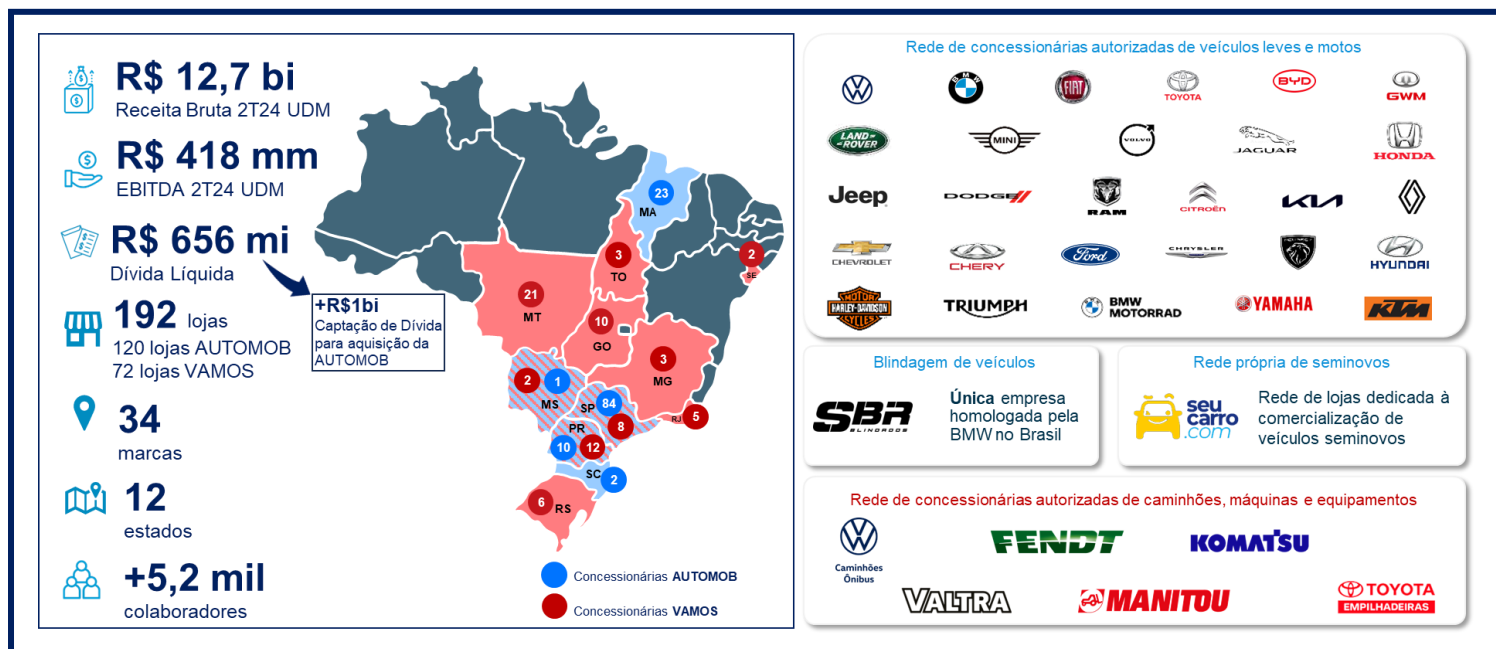 R$ 12,7 bi
Receita Bruta 2T24 UDM
R$ 418 mm
EBITDA 2T24 UDM
R$ 656 mi
Dívida Líquida
+R$1bi
Captação de Dívida
para aquisição da
AUTOMOB
192 lojas
120 lojas AUTOMOB
72 lojas VAMOS
34
marcas
12
estados
+5,2 mil
colaboradores
23
MA
3
TO
2
SE
21
MT
10
GO
3
MG
2
1
MS
84
SP
8
5
RJ
PR
10
12
SC
2
6
RS
Concessionárias AUTOMOB
Concessionárias VAMOS
Rede de concessionárias autorizadas de veículos leves e motos
BMW
FIAT
TOYOTA
BYD
GWM
LAND-ROVER
MINI
VOLVO
JAGUAR
HONDA
Jeep
DODGE
RAM
CITROËN
KIA
CHEVROLET
CHERY
Ford
CHRYSLER
HYUNDAI
MOTOR
HARLEY-DAVIDSON
CYCLES
TRIUMPH
BMW
MOTORRAD
YAMAHA
KTM
Blindagem de veículos
SBR
BLINDADOS
Única empresa
homologada pela
BMW no Brasil
Rede própria de seminovos
seu
carro
.com
Rede de lojas dedicada à
comercialização de
veículos seminovos
Rede de concessionárias autorizadas de caminhões, máquinas e equipamentos
Caminhões
Ônibus
FENDT
KOMATSU
VALTRA
MANITOU
TOYOTA
EMPILHADEIRAS